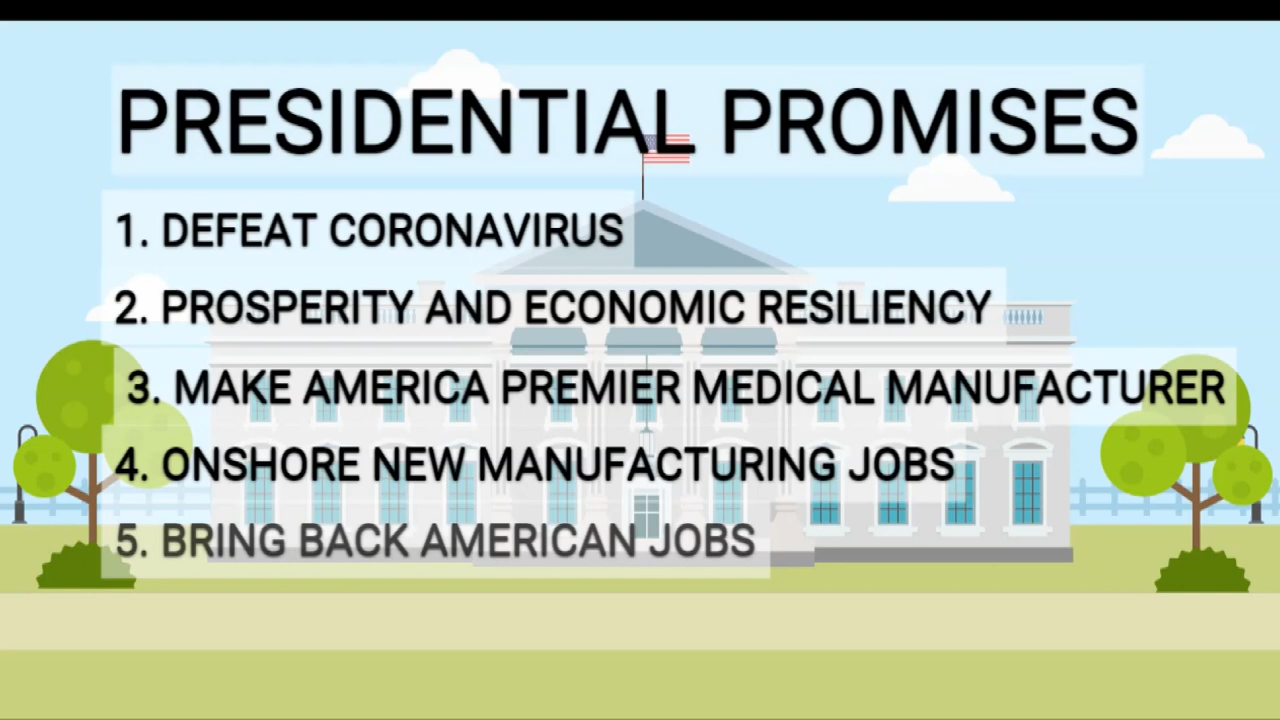 PRESIDENTIAL PROMISES
1. DEFEAT CORONAVIRUS
2. PROSPERITY AND ECONOMIC RESILIENCY
3. MAKE AMERICA PREMIER MEDICAL MANUFACTURER
4. ONSHORE NEW MANUFACTURING JOBS
5. BRING BACK AMERICAN JOBS